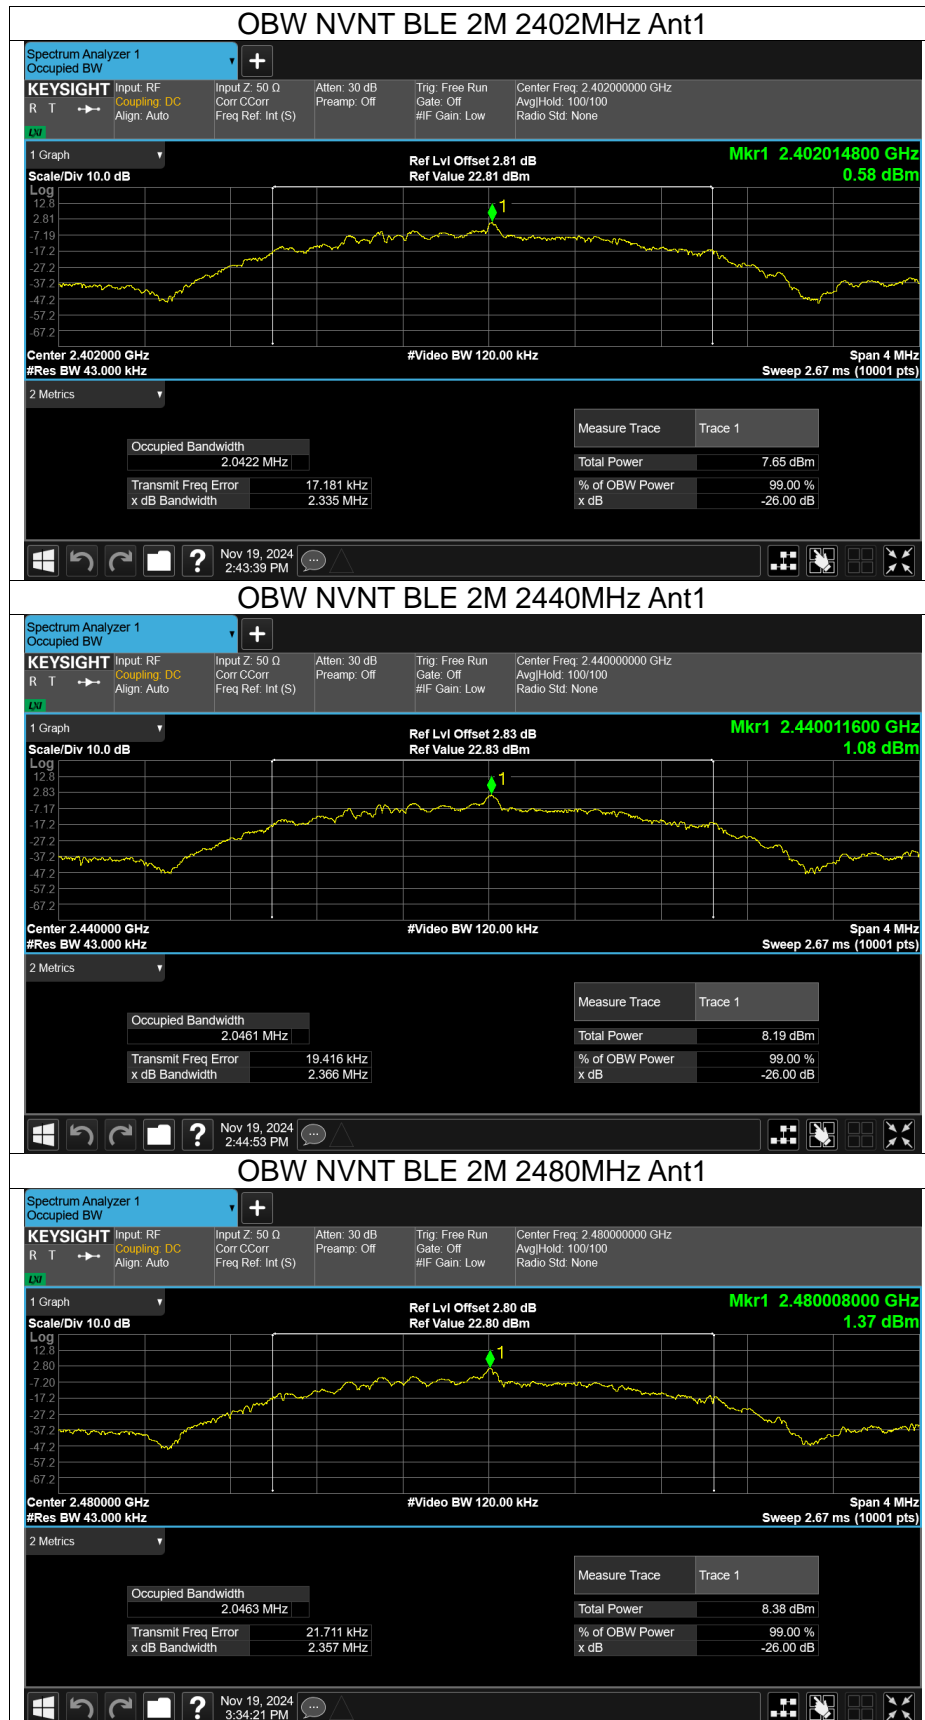 OBW NVNT BLE 2M 2402MHz Ant1
Spectrum Analyzer 1
Occupied BW
+
KEYSIGHT Input: RF Input Z: 50 Ω Atten: 30 dB Trig: Free Run Center Freq: 2.402000000 GHz
R T Coupling: DC Corr CCorr Preamp: Off Gate: Off Avg|Hold: 100/100
Align: Auto Freq Ref: Int (S) #IF Gain: Low Radio Std: None
LXI
1 Graph Ref Lvl Offset 2.81 dB Mkr1 2.402014800 GHz
Scale/Div 10.0 dB Ref Value 22.81 dBm 0.58 dBm
Log
12.8
1
2.81
-7.19
-17.2
-27.2
-37.2
-47.2
-57.2
-67.2
Center 2.402000 GHz #Video BW 120.00 kHz Span 4 MHz
#Res BW 43.000 kHz Sweep 2.67 ms (10001 pts)
2 Metrics
Measure Trace Trace 1
Occupied Bandwidth
2.0422 MHz Total Power 7.65 dBm
Transmit Freq Error 17.181 kHz % of OBW Power 99.00 %
x dB Bandwidth 2.335 MHz x dB -26.00 dB
? Nov 19, 2024
2:43:39 PM
OBW NVNT BLE 2M 2440MHz Ant1
Spectrum Analyzer 1
Occupied BW
+
KEYSIGHT Input: RF Input Z: 50 Ω Atten: 30 dB Trig: Free Run Center Freq: 2.440000000 GHz
R T Coupling: DC Corr CCorr Preamp: Off Gate: Off Avg|Hold: 100/100
Align: Auto Freq Ref: Int (S) #IF Gain: Low Radio Std: None
LXI
1 Graph Ref Lvl Offset 2.83 dB Mkr1 2.440011600 GHz
Scale/Div 10.0 dB Ref Value 22.83 dBm 1.08 dBm
Log
12.8
1
2.83
-7.17
-17.2
-27.2
-37.2
-47.2
-57.2
-67.2
Center 2.440000 GHz #Video BW 120.00 kHz Span 4 MHz
#Res BW 43.000 kHz Sweep 2.67 ms (10001 pts)
2 Metrics
Measure Trace Trace 1
Occupied Bandwidth
2.0461 MHz Total Power 8.19 dBm
Transmit Freq Error 19.416 kHz % of OBW Power 99.00 %
x dB Bandwidth 2.366 MHz x dB -26.00 dB
? Nov 19, 2024
2:44:53 PM
OBW NVNT BLE 2M 2480MHz Ant1
Spectrum Analyzer 1
Occupied BW
+
KEYSIGHT Input: RF Input Z: 50 Ω Atten: 30 dB Trig: Free Run Center Freq: 2.480000000 GHz
R T Coupling: DC Corr CCorr Preamp: Off Gate: Off Avg|Hold: 100/100
Align: Auto Freq Ref: Int (S) #IF Gain: Low Radio Std: None
LXI
1 Graph Ref Lvl Offset 2.80 dB Mkr1 2.480008000 GHz
Scale/Div 10.0 dB Ref Value 22.80 dBm 1.37 dBm
Log
12.8
1
2.80
-7.20
-17.2
-27.2
-37.2
-47.2
-57.2
-67.2
Center 2.480000 GHz #Video BW 120.00 kHz Span 4 MHz
#Res BW 43.000 kHz Sweep 2.67 ms (10001 pts)
2 Metrics
Measure Trace Trace 1
Occupied Bandwidth
2.0463 MHz Total Power 8.38 dBm
Transmit Freq Error 21.711 kHz % of OBW Power 99.00 %
x dB Bandwidth 2.357 MHz x dB -26.00 dB
? Nov 19, 2024
3:34:21 PM